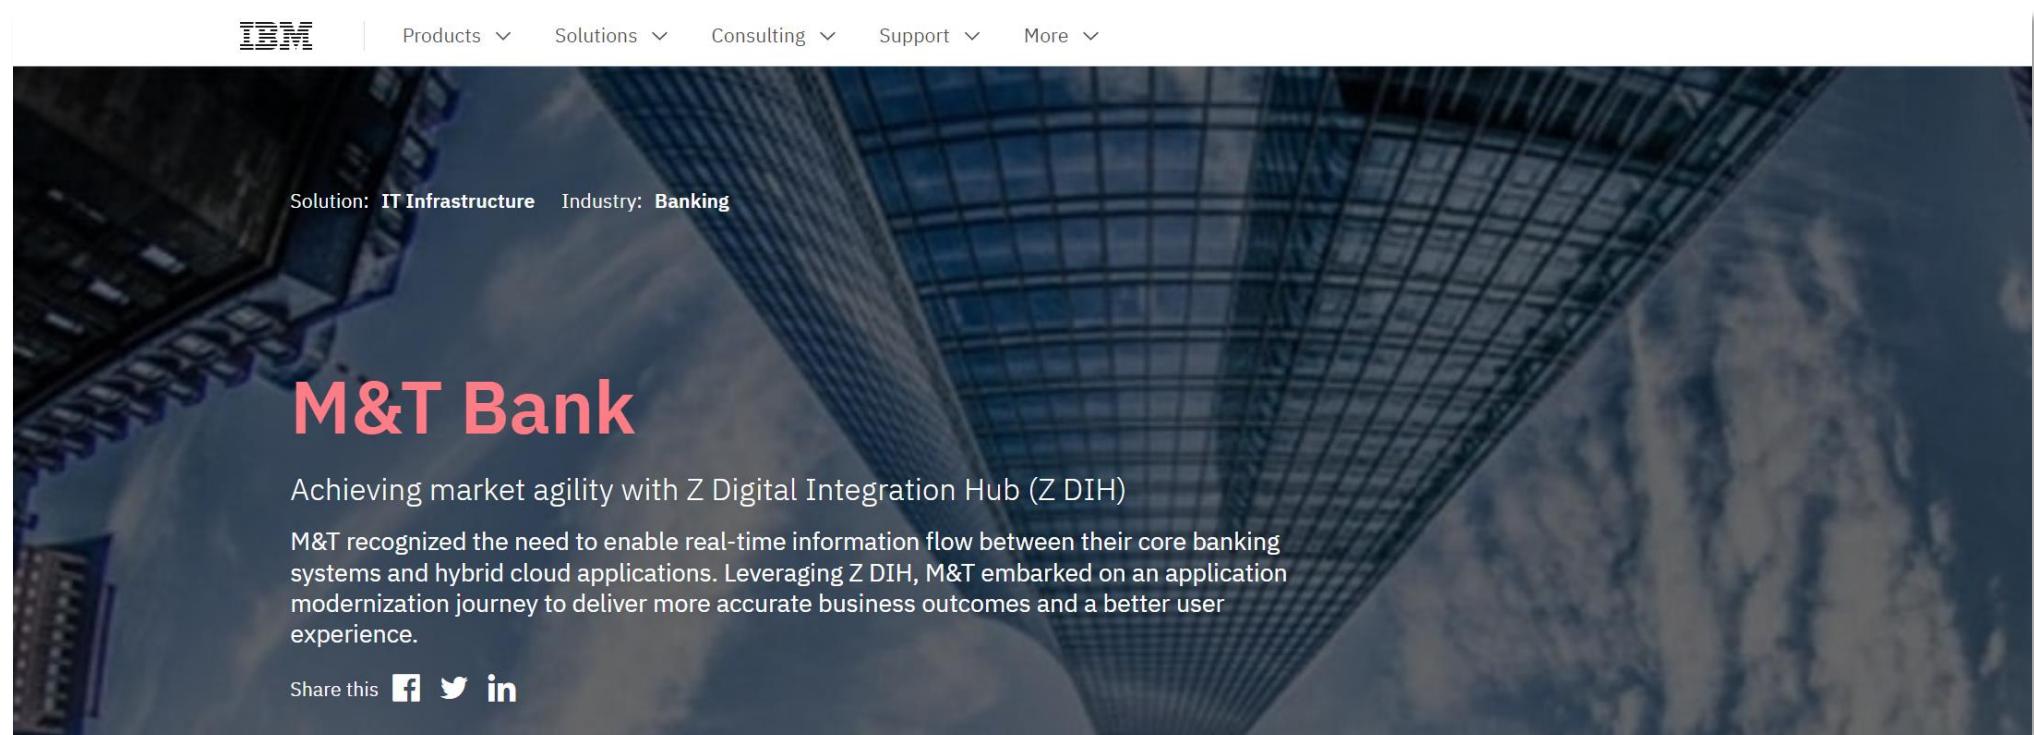 IBM Products Solutions Consulting Support More
Solution: IT Infrastructure Industry: Banking
M&T Bank
Achieving market agility with Z Digital Integration Hub (Z DIH)
M&T recognized the need to enable real-time information flow between their core banking
systems and hybrid cloud applications. Leveraging Z DIH, M&T embarked on an application
modernization journey to deliver more accurate business outcomes and a better user
experience.
Share this